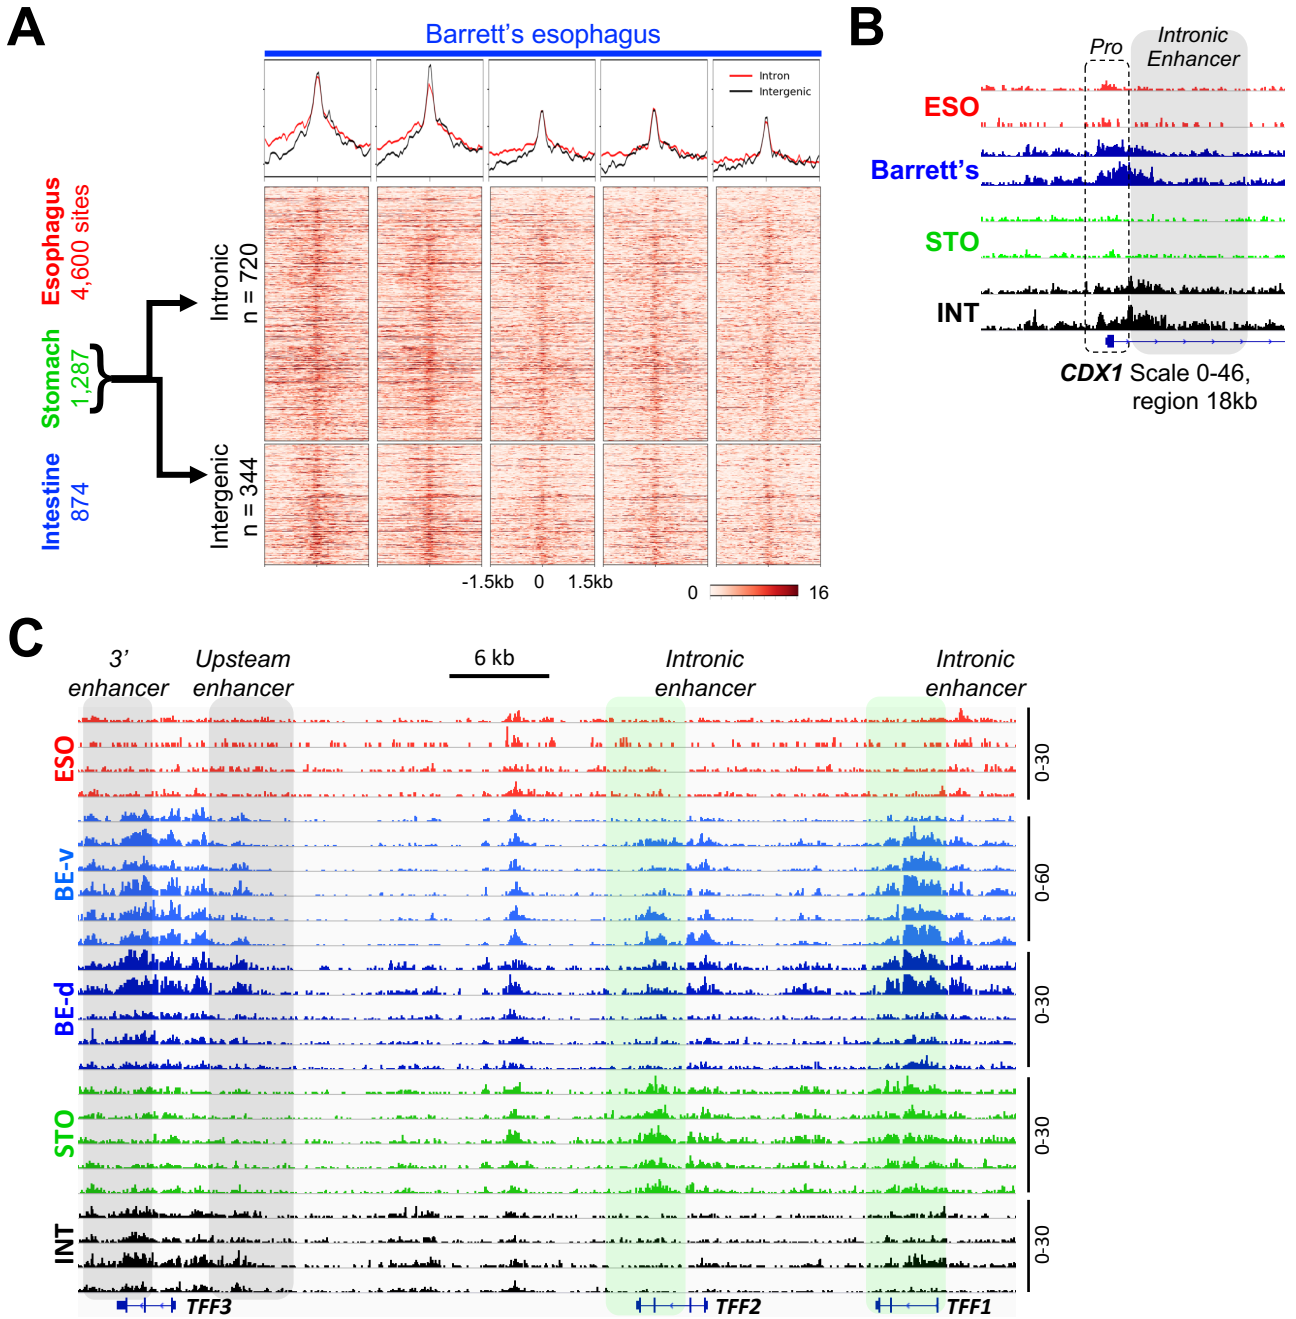 A
Barrett's esophagus
Intron
Intergenic
Esophagus
4,600 sites
Stomach
1,287
Intestine
874
Intronic
n = 720
Intergenic
n = 344
-1.5kb 0 1.5kb
0 16
B
Pro
Intronic
Enhancer
ESO
Barrett's
STO
INT
CDX1 Scale 0-46,
region 18kb
C
3'
enhancer
Upsteam
enhancer
6 kb
Intronic
enhancer
Intronic
enhancer
ESO
0-30
BE-v
0-60
BE-d
0-30
STO
0-30
INT
0-30
TFF3
TFF2
TFF1